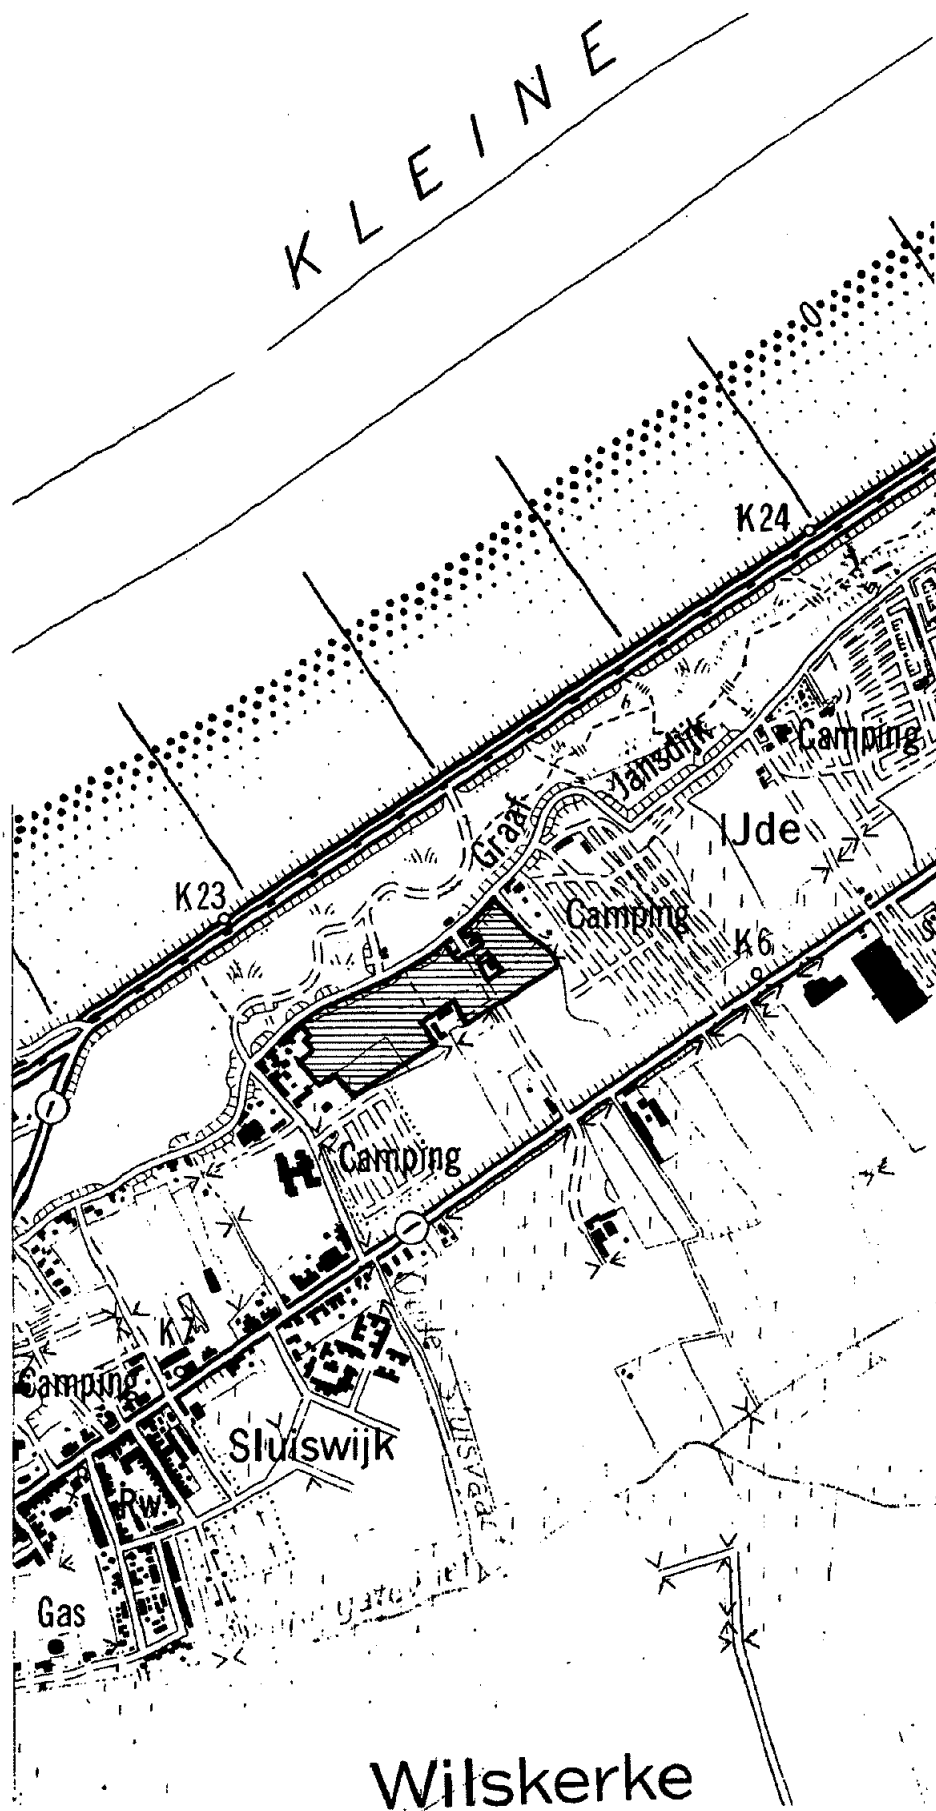 KLEINE
O
K24
Camping
Graaf Jansdijk
IJde
K23
Camping
K6
S
I
Camping
I
K7
Camping
Sluiswijk
Rw
Gas
Wilskerke